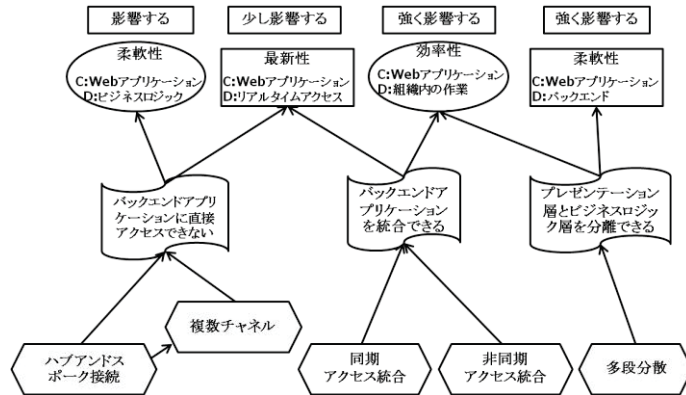 影響する
少し影響する
強く影響する
強く影響する
柔軟性
C:Webアプリケーション
D:ビジネスロジック
最新性
C:Webアプリケーション
D:リアルタイムアクセス
効率性
C:Webアプリケーション
D:組織内の作業
柔軟性
C:Webアプリケーション
D:バックエンド
バックエンドアプリ
ケーションに直接
アクセスできない
バックエンドア
プリケーション
を統合できる
プレゼンテーション
層とビジネスロジッ
ク層を分離できる
複数チャネル
ハブアンドス
ポーク接続
同期
アクセス統合
非同期
アクセス統合
多段分散